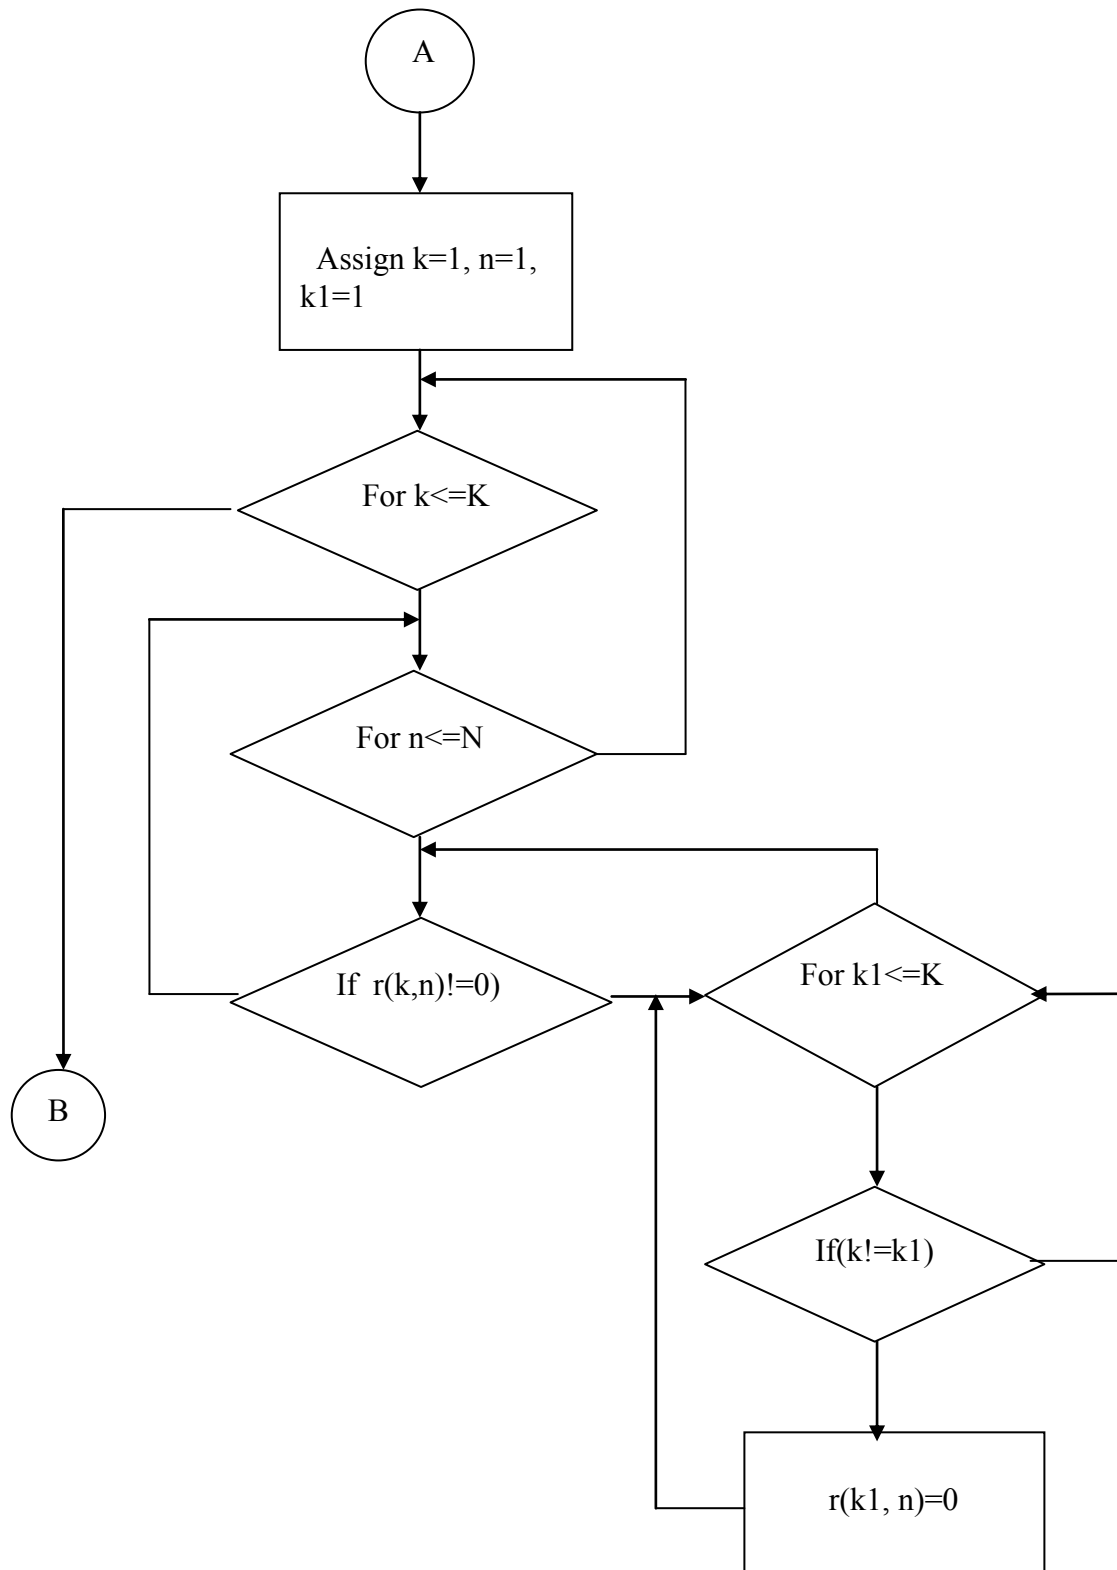 A
Assign k=1, n=1,
k1=1
For k<=K
For n<=N
If r(k,n)!=0)
For k1<=K
B
If(k!=k1)
r(k1, n)=0